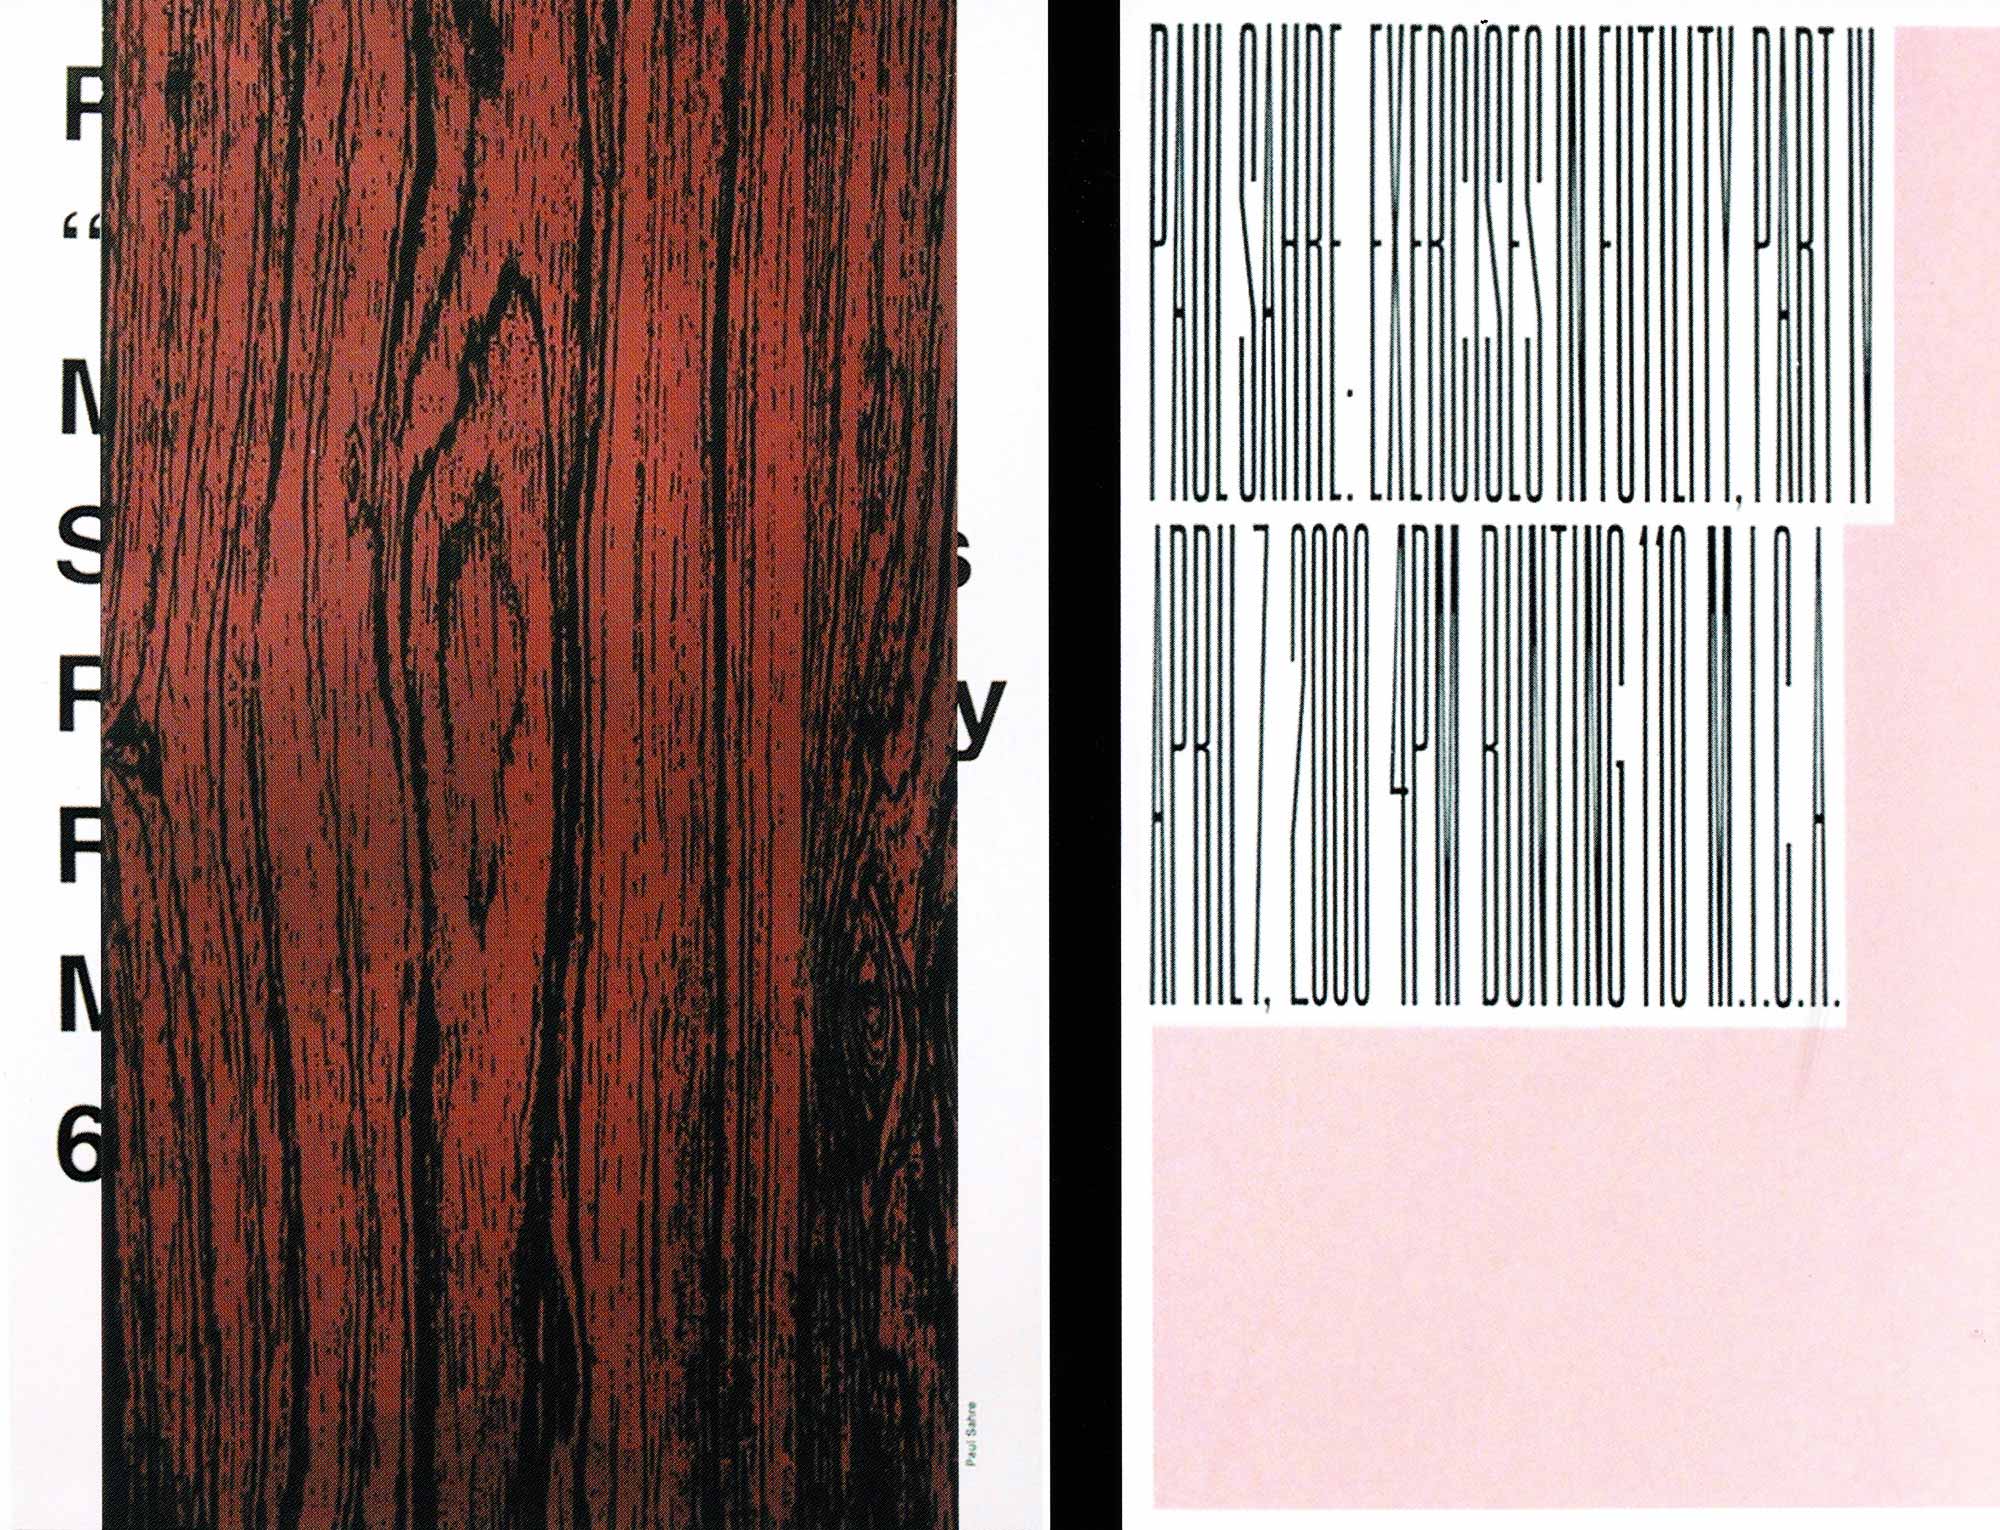 “
M
S s
y
M
6
Paul Sahre
PAUL SAHRE. EXERCISES IN FUTILITY, PART IV
APRIL 7, 2000 4PM BUNTING 110 M.I.C.A.